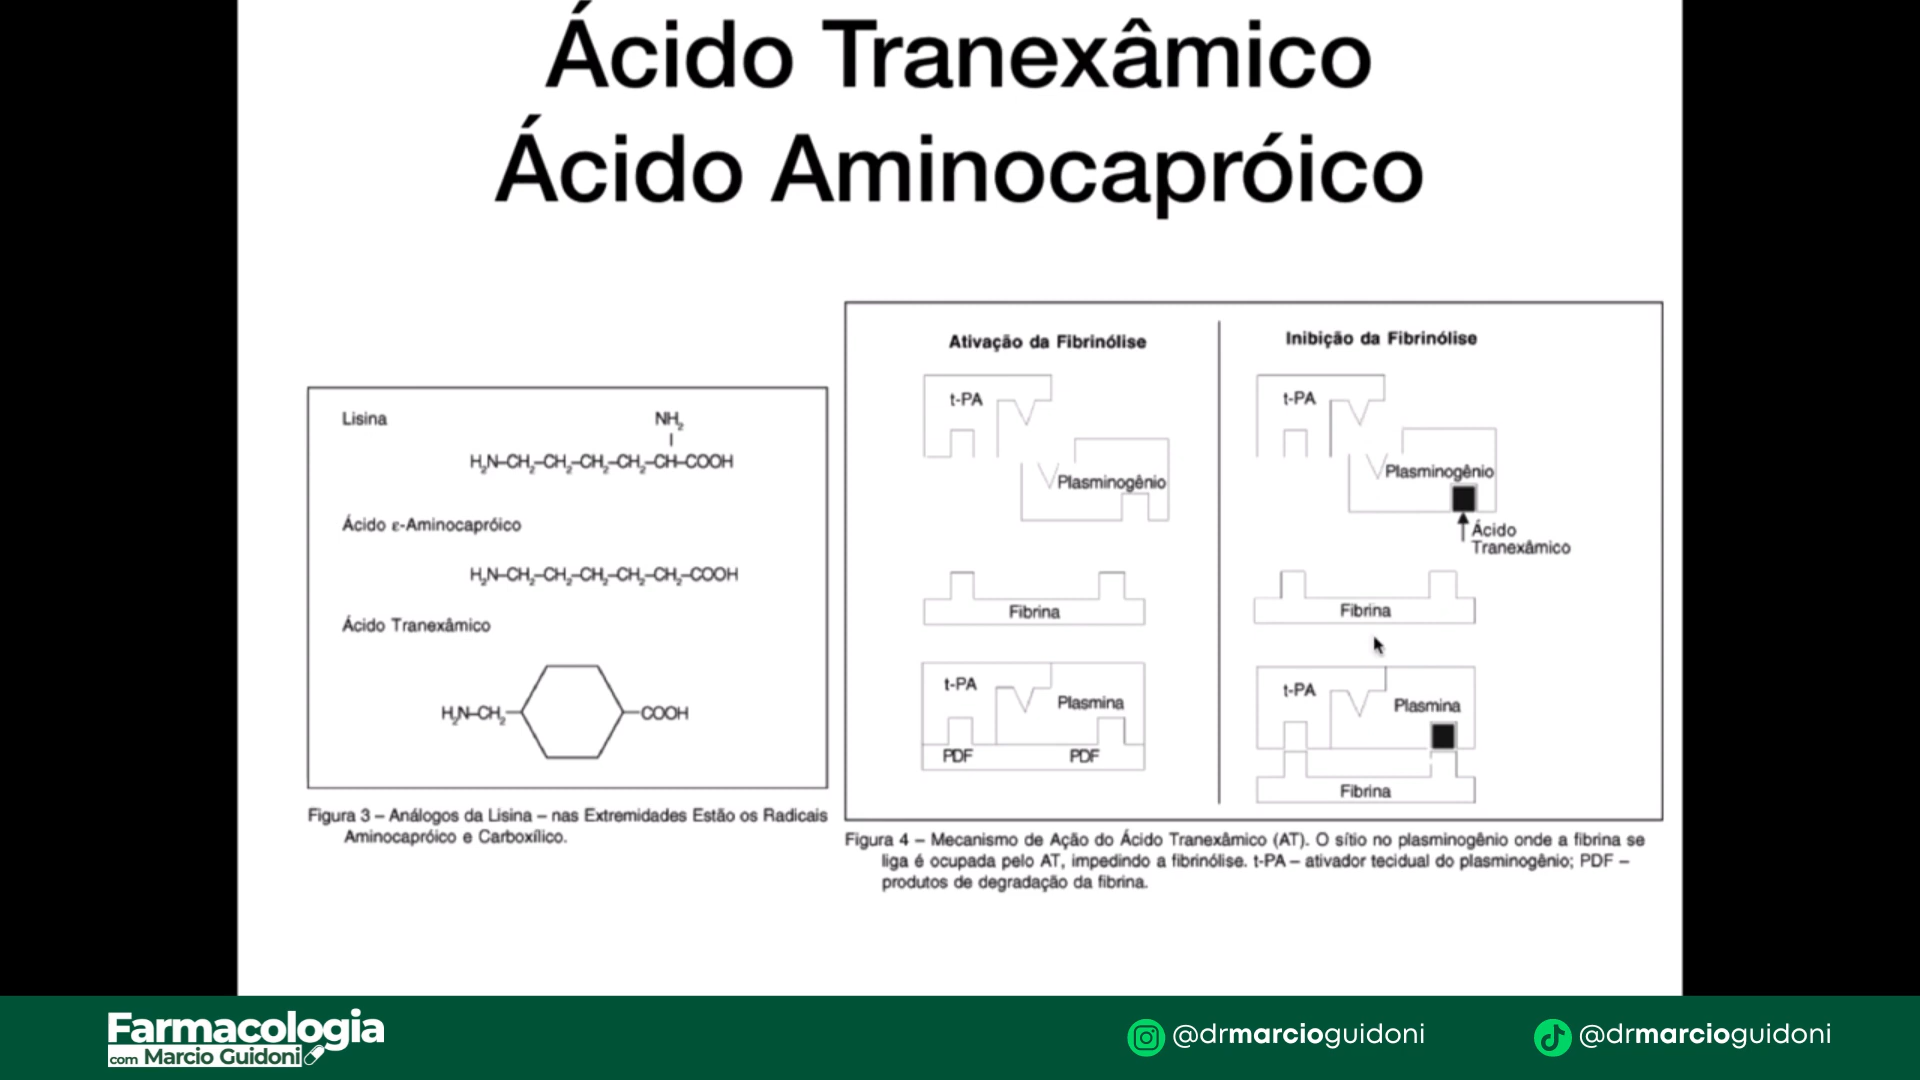 Ácido Tranexâmico
Ácido Aminocapróico
Lisina
NH₂
H₂N–CH₂–CH₂–CH₂–CH₂–CH–COOH
Ácido ε-Aminocapróico
H₂N–CH₂–CH₂–CH₂–CH₂–CH₂–COOH
Ácido Tranexâmico
H₂N–CH₂–
–COOH
Figura 3 – Análogos da Lisina – nas Extremidades Estão os Radicais
Aminocapróico e Carboxílico.
Ativação da Fibrinólise
t-PA
Plasminogênio
Fibrina
t-PA
Plasmina
PDF PDF
Inibição da Fibrinólise
t-PA
Plasminogênio
Ácido
Tranexâmico
Fibrina
t-PA
Plasmina
Fibrina
Figura 4 – Mecanismo de Ação do Ácido Tranexâmico (AT). O sítio no plasminogênio onde a fibrina se
liga é ocupada pelo AT, impedindo a fibrinólise. t-PA – ativador tecidual do plasminogênio; PDF –
produtos de degradação da fibrina.
Farmacologia
com Marcio Guidoni
@drmarcioguidoni
@drmarcioguidoni